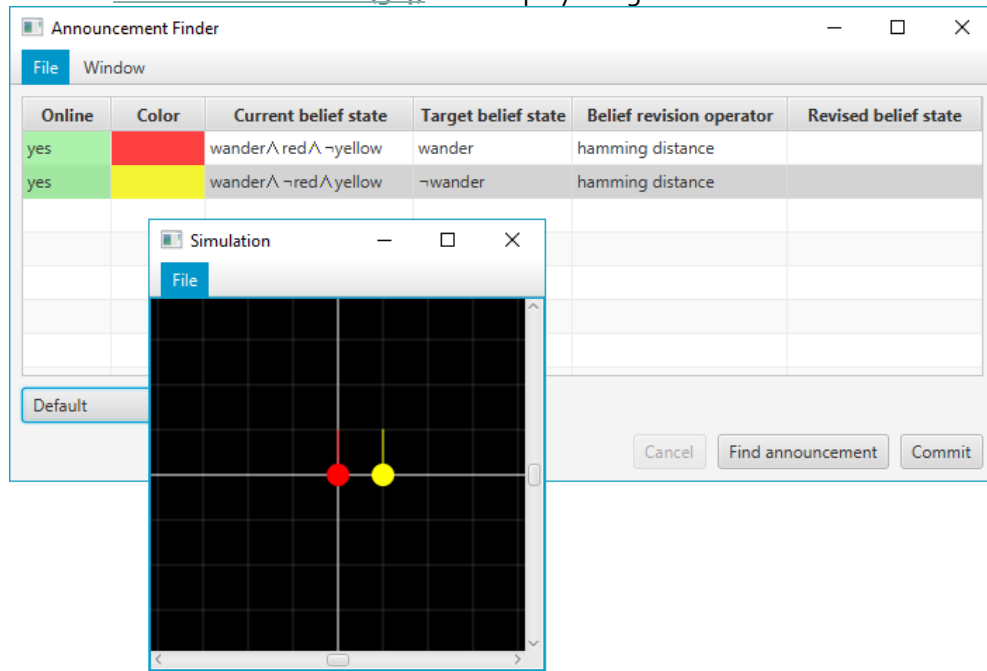 Announcement Finder
File Window
Online Color Current belief state Target belief state Belief revision operator Revised belief state
yes wander∧red∧¬yellow wander hamming distance
yes wander∧¬red∧yellow ¬wander hamming distance
Simulation
File
Default
Cancel Find announcement Commit